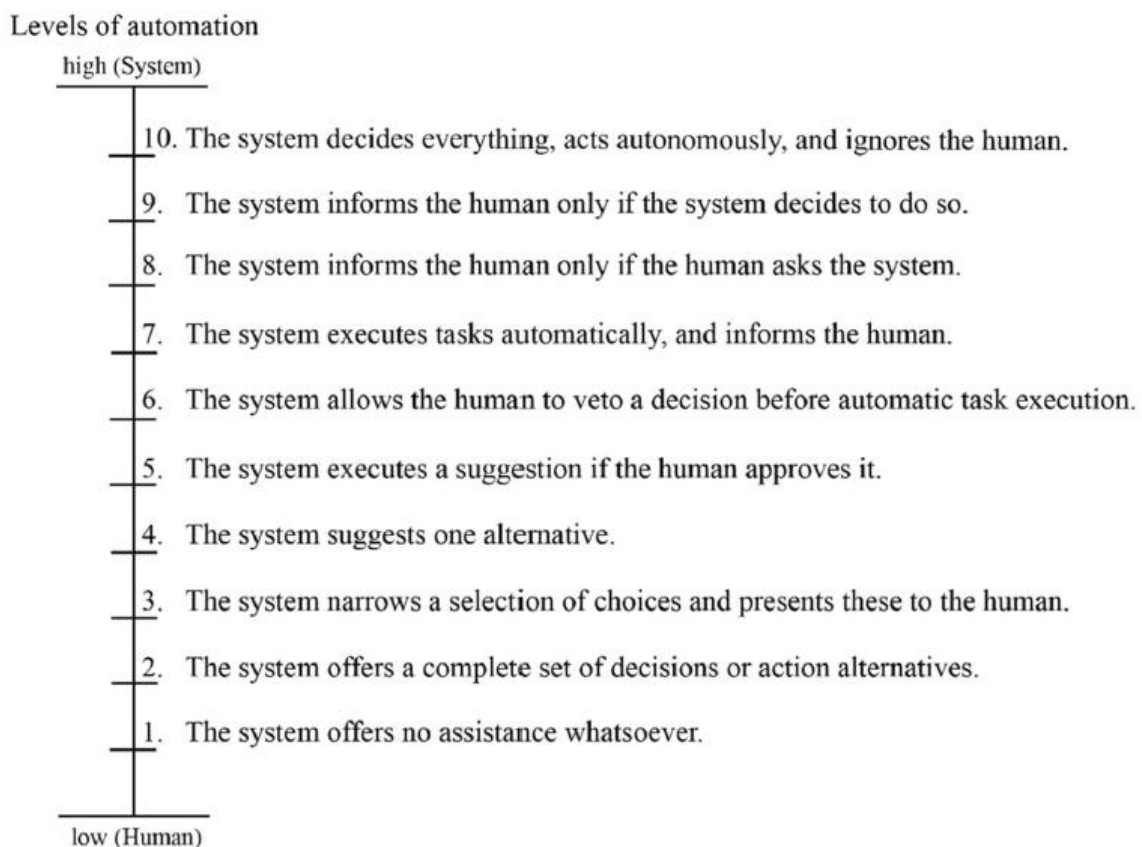 Levels of automation
high (System)
10. The system decides everything, acts autonomously, and ignores the human.
9. The system informs the human only if the system decides to do so.
8. The system informs the human only if the human asks the system.
7. The system executes tasks automatically, and informs the human.
6. The system allows the human to veto a decision before automatic task execution.
5. The system executes a suggestion if the human approves it.
4. The system suggests one alternative.
3. The system narrows a selection of choices and presents these to the human.
2. The system offers a complete set of decisions or action alternatives.
1. The system offers no assistance whatsoever.
low (Human)